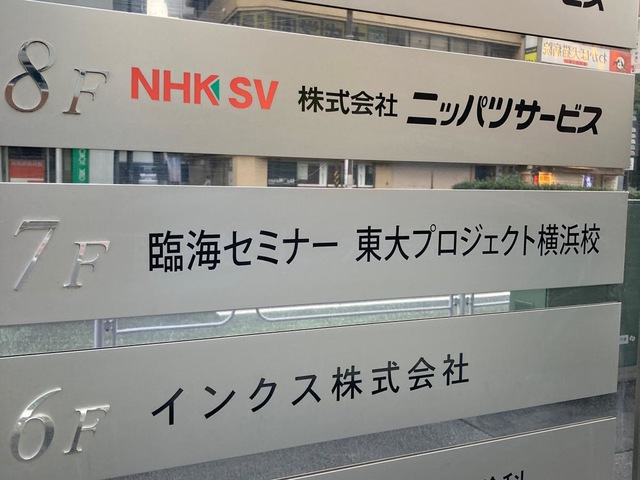 8F NHK SV 株式会社 ニッパツサービス
7F 臨海セミナー 東大プロジェクト横浜校
6F インクス株式会社